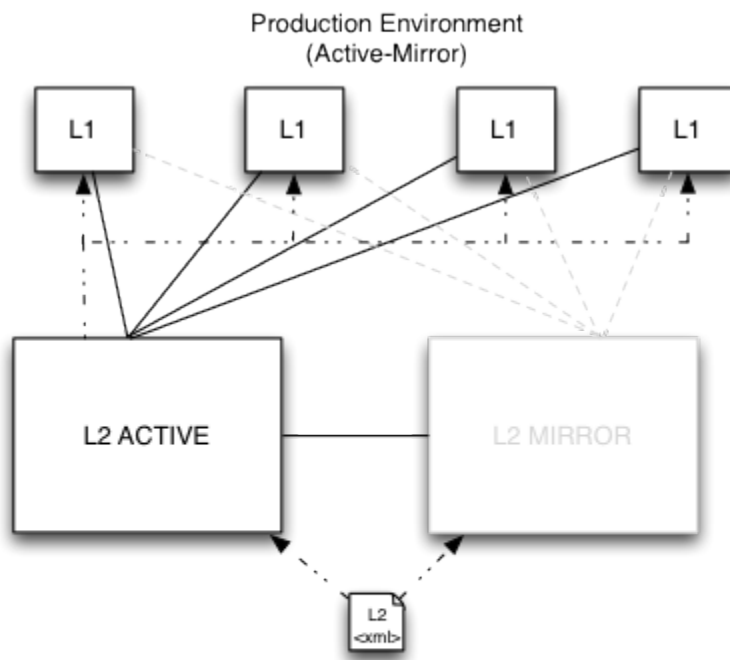 Production Environment
(Active-Mirror)
L1
L1
L1
L1
L2 ACTIVE
L2 MIRROR
L2
<xml>